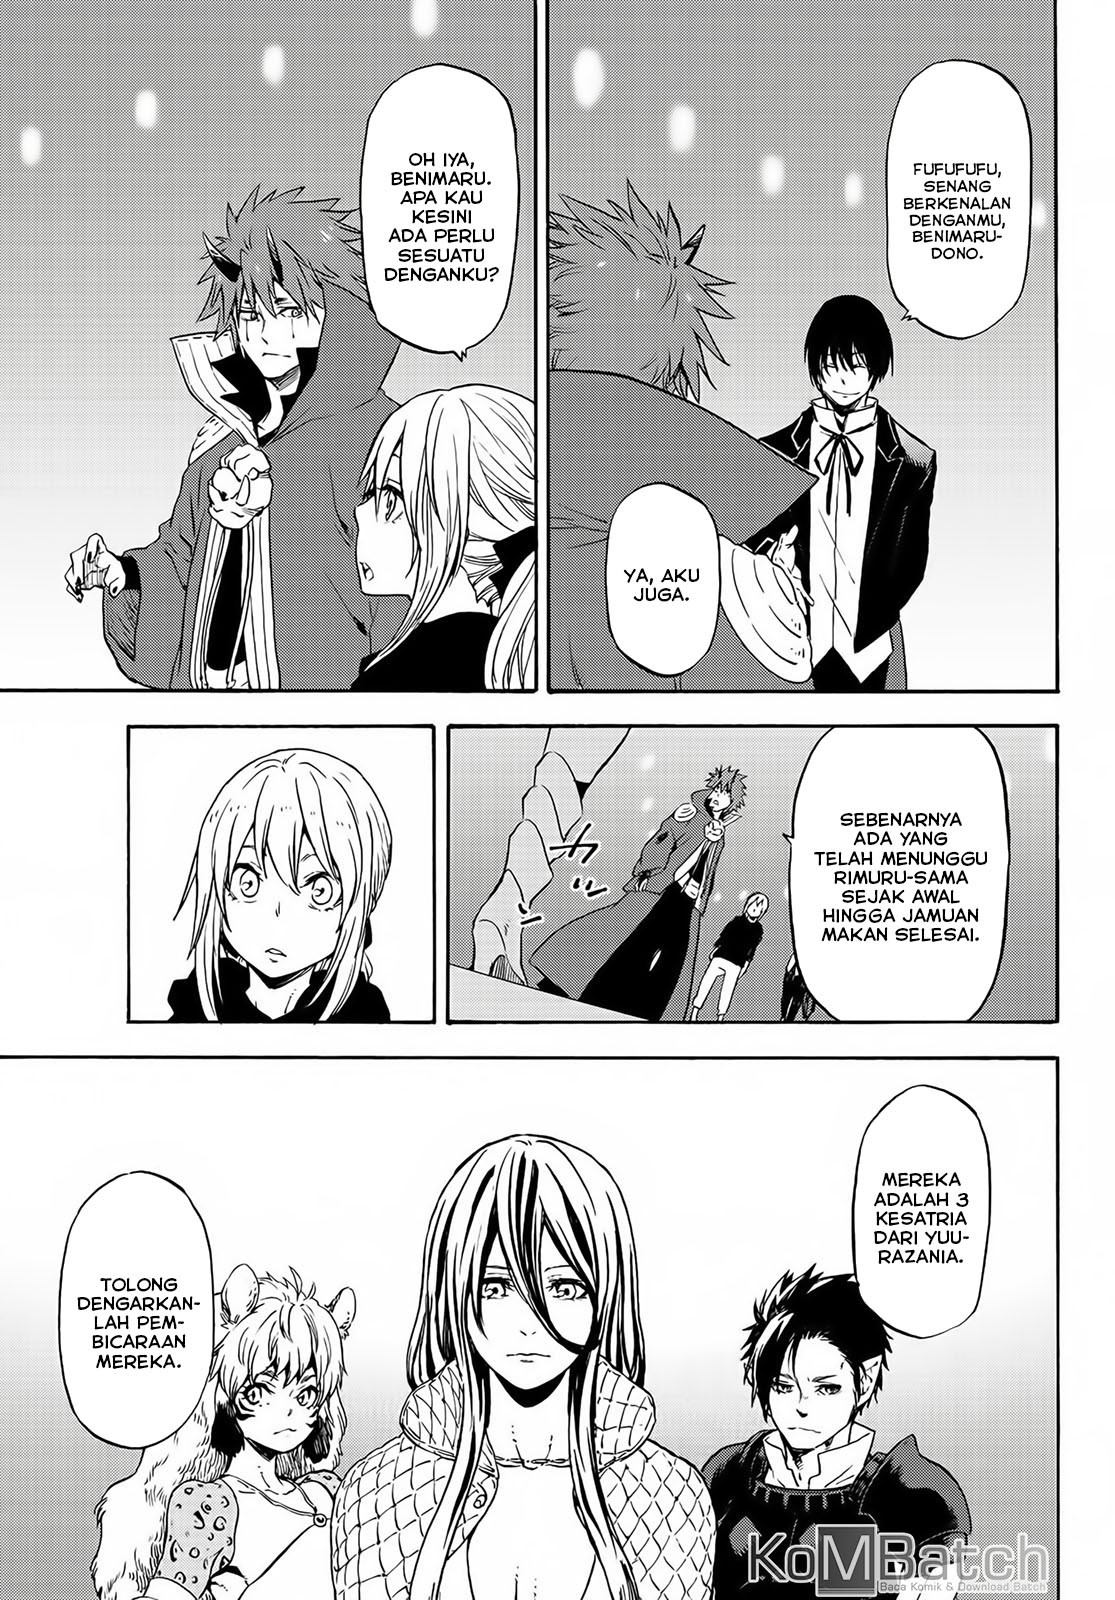 FUFUFUFU,
SENANG
BERKENALAN
DENGANMU,
BENIMARU-
DONO.
YA, AKU
JUGA.
OH IYA,
BENIMARU.
APA KAU
KESINI
ADA PERLU
SESUATU
DENGANKU?
SEBENARNYA
ADA YANG
TELAH MENUNGGU
RIMURU-SAMA
SEJAK AWAL
HINGGA JAMUAN
MAKAN SELESAI.
カッ
MEREKA
ADALAH 3
KESATRIA
DARI YUU-
RAZANIA.
TOLONG
DENGARKAN-
LAH PEM-
BICARAAN
MEREKA.
KoMBatch
Baca Komik & Download Batch